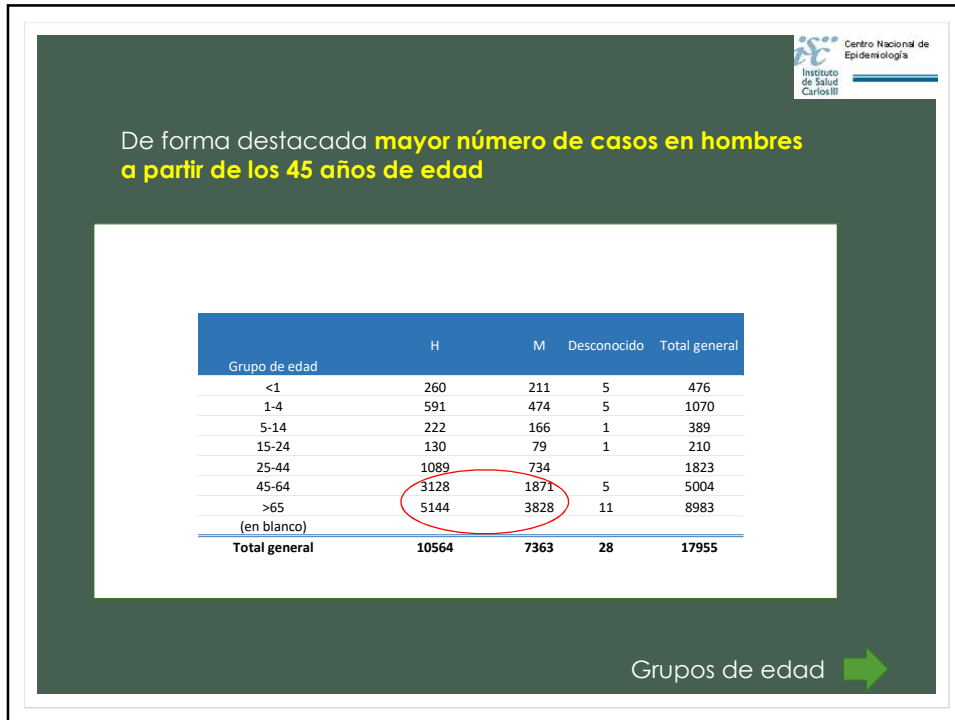 Centro Nacional de
Epidemiología
isc
Instituto
de Salud
Carlos III
De forma destacada mayor número de casos en hombres
a partir de los 45 años de edad
Grupo de edad H M Desconocido Total general
<1 260 211 5 476
1-4 591 474 5 1070
5-14 222 166 1 389
15-24 130 79 1 210
25-44 1089 734 1823
45-64 3128 1871 5 5004
>65 5144 3828 11 8983
(en blanco)
Total general 10564 7363 28 17955
Grupos de edad